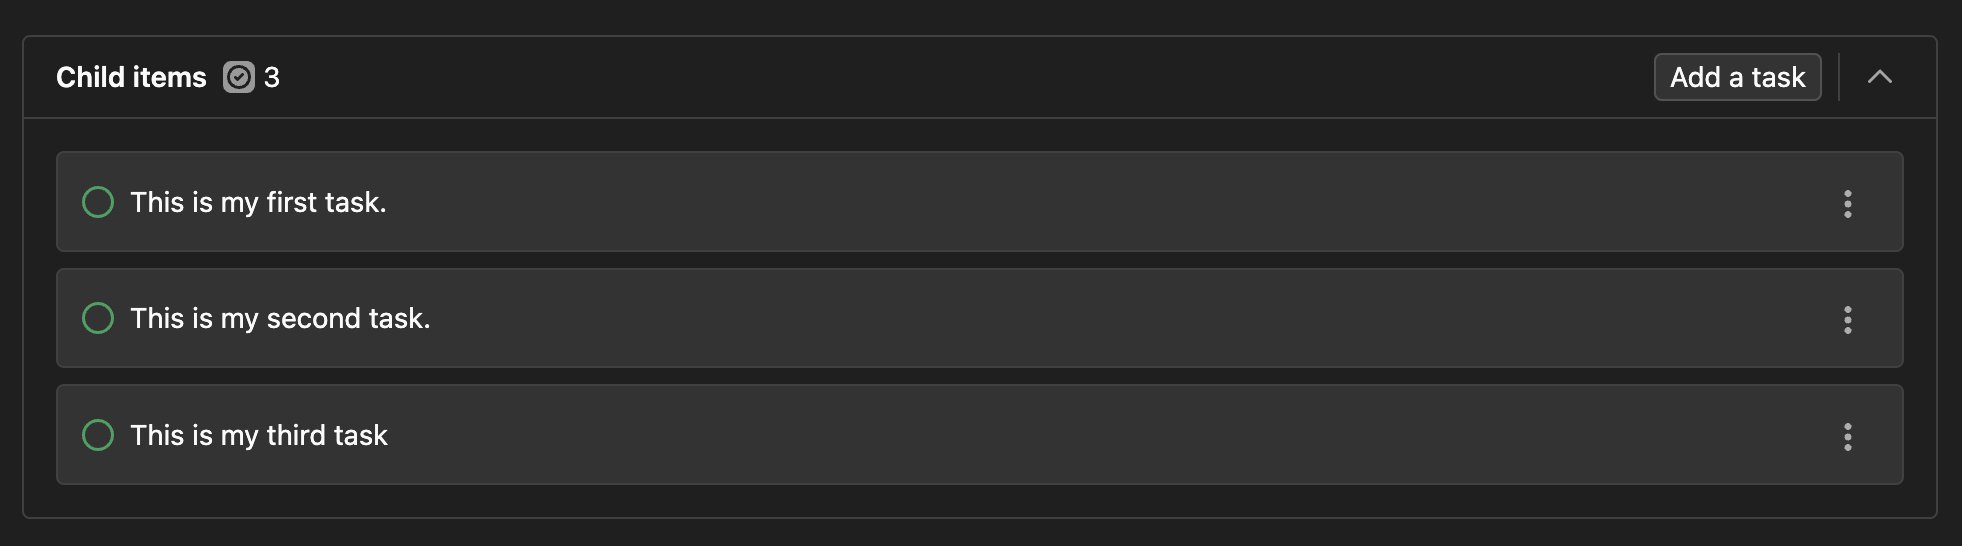 Child items 3 Add a task
This is my first task.
This is my second task.
This is my third task